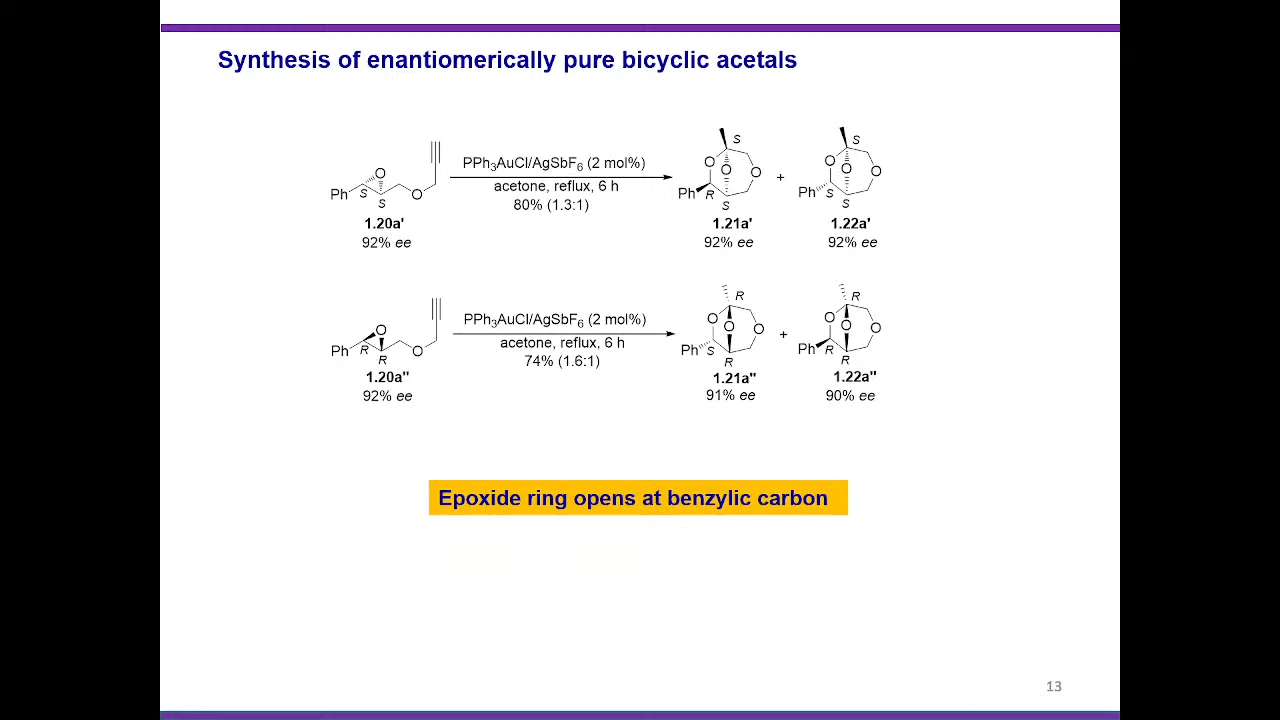 Synthesis of enantiomerically pure bicyclic acetals
PPh3AuCl/AgSbF6 (2 mol%)
acetone, reflux, 6 h
80% (1.3:1)
Ph
S
S
O
O
1.20a'
92% ee
O
O
O
Ph
R
S
S
1.21a'
92% ee
+
O
O
O
Ph
S
S
S
1.22a'
92% ee
PPh3AuCl/AgSbF6 (2 mol%)
acetone, reflux, 6 h
74% (1.6:1)
Ph
R
R
O
O
1.20a"
92% ee
O
O
O
Ph
S
R
R
1.21a"
91% ee
+
O
O
O
Ph
R
R
R
1.22a"
90% ee
Epoxide ring opens at benzylic carbon
13